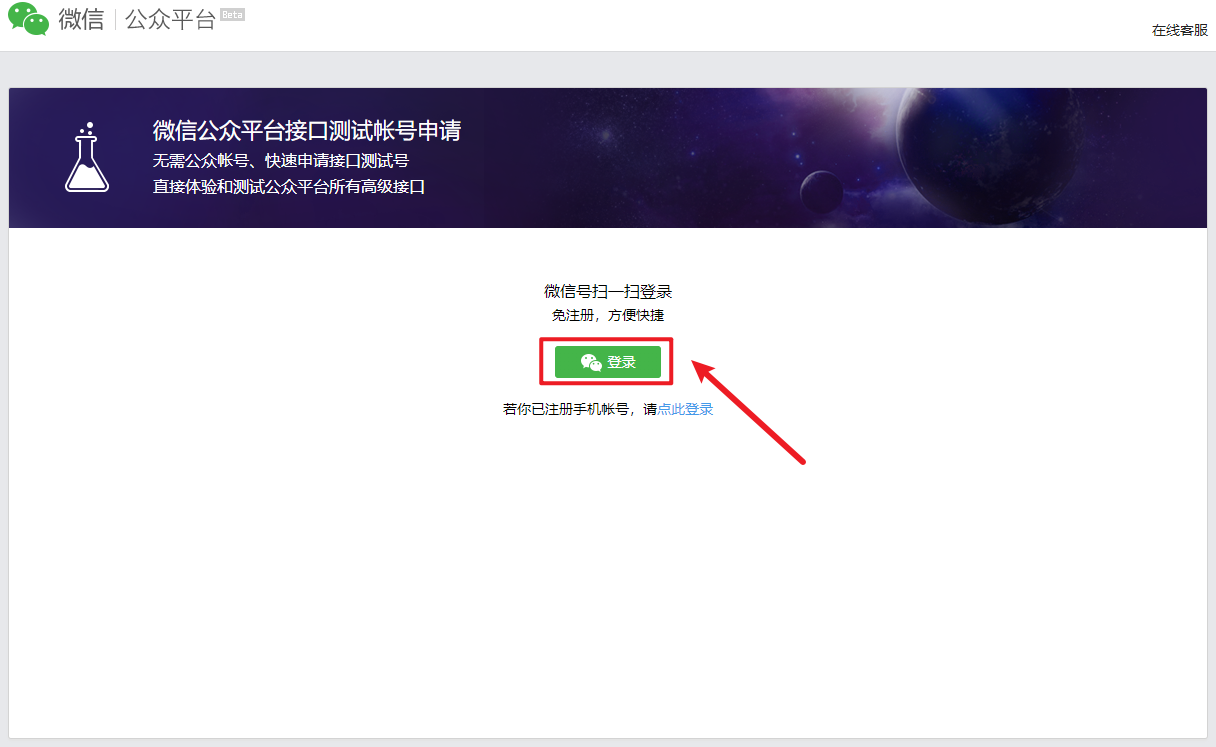 微信 公众平台 Beta
在线客服
微信公众平台接口测试帐号申请
无需公众帐号、快速申请接口测试号
直接体验和测试公众平台所有高级接口
微信号扫一扫登录
免注册，方便快捷
登录
若你已注册手机帐号，请点此登录